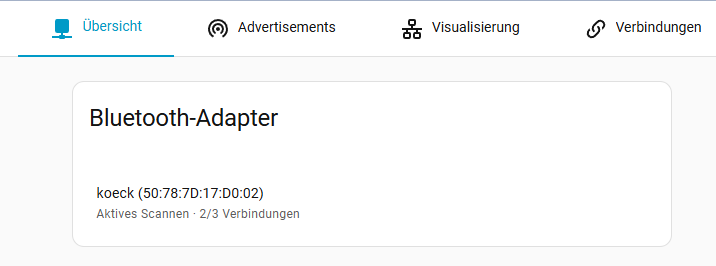 Übersicht
Advertisements
Visualisierung
Verbindungen
Bluetooth-Adapter
koeck (50:78:7D:17:D0:02)
Aktives Scannen · 2/3 Verbindungen